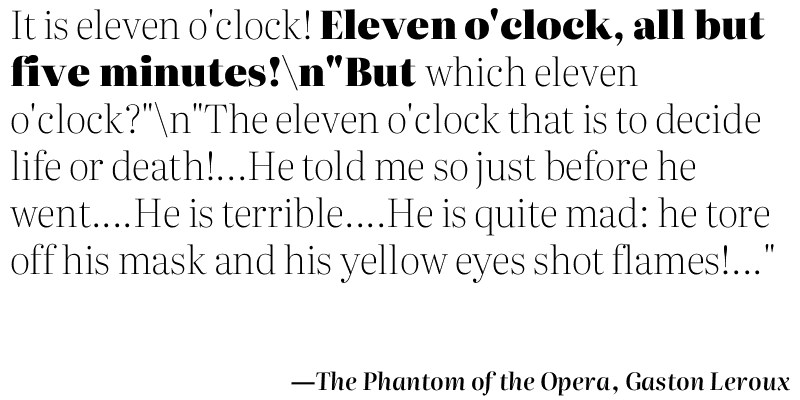 It is eleven o'clock! Eleven o'clock, all but
five minutes!\n"But which eleven
o'clock?"\n"The eleven o'clock that is to decide
life or death!...He told me so just before he
went....He is terrible....He is quite mad: he tore
off his mask and his yellow eyes shot flames!..."
—The Phantom of the Opera, Gaston Leroux